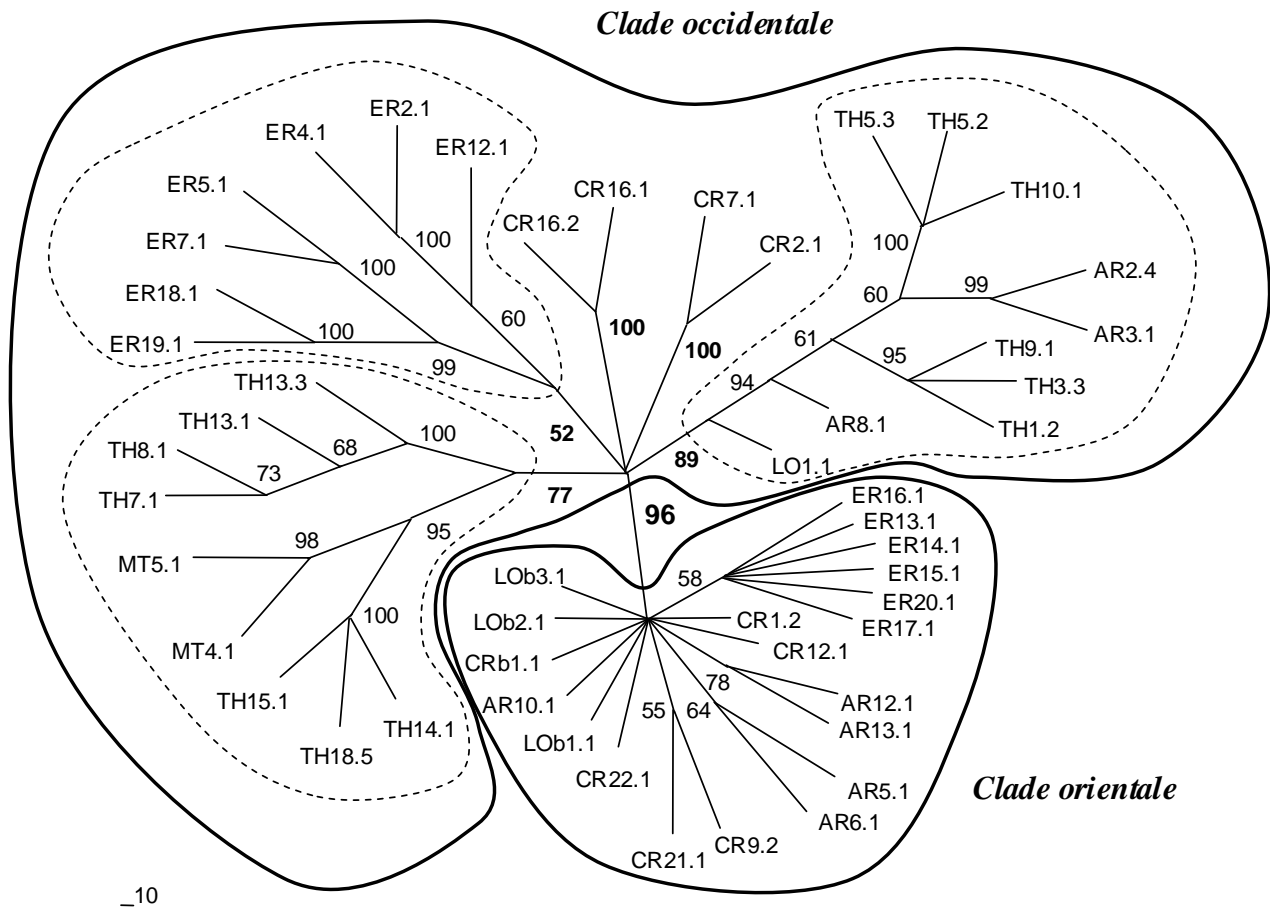 Clade occidentale
ER2.1
ER4.1
ER12.1
ER5.1
ER7.1
ER18.1
ER19.1
100
100
100
60
99
CR16.1
CR16.2
CR7.1
CR2.1
100
100
TH5.3
TH5.2
TH10.1
100
AR2.4
99
60
AR3.1
61
TH9.1
95
TH3.3
94
AR8.1
TH1.2
LO1.1
89
52
TH13.3
TH13.1
100
TH8.1
68
73
TH7.1
77
98
95
MT5.1
MT4.1
100
TH15.1
TH14.1
TH18.5
96
ER16.1
ER13.1
ER14.1
ER15.1
ER20.1
ER17.1
58
LOb3.1
LOb2.1
CRb1.1
AR10.1
LOb1.1
CR22.1
CR1.2
CR12.1
78
AR12.1
AR13.1
55
64
AR5.1
AR6.1
CR9.2
CR21.1
Clade orientale
_10